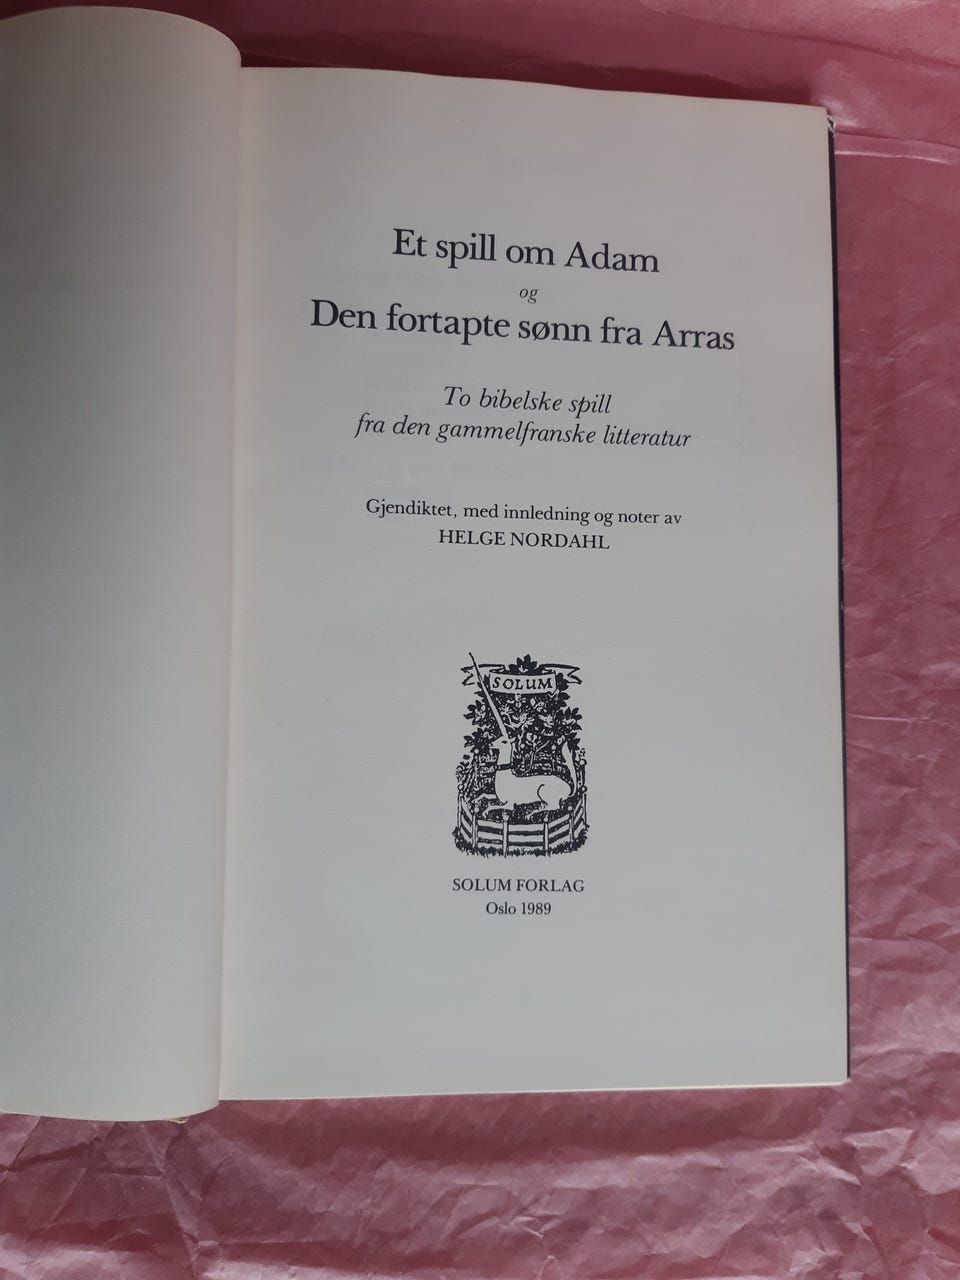 Et spill om Adam
og
Den fortapte sønn fra Arras
To bibelske spill
fra den gammelfranske litteratur
Gjendiktet, med innledning og noter av
HELGE NORDAHL
SOLUM
SOLUM FORLAG
Oslo 1989